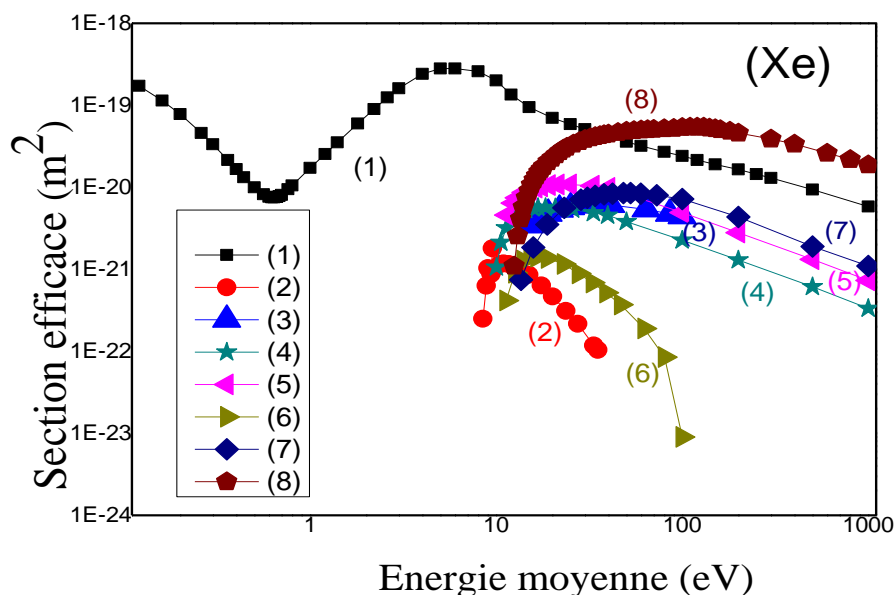 1E-18
(Xe)
1E-19
(8)
(1)
1E-20
(3)
(7)
1E-21
(5)
(4)
(2)
1E-22
(6)
1E-23
1E-24
Section efficace (m²)
(1)
(2)
(3)
(4)
(5)
(6)
(7)
(8)
1
10
100
1000
Energie moyenne (eV)